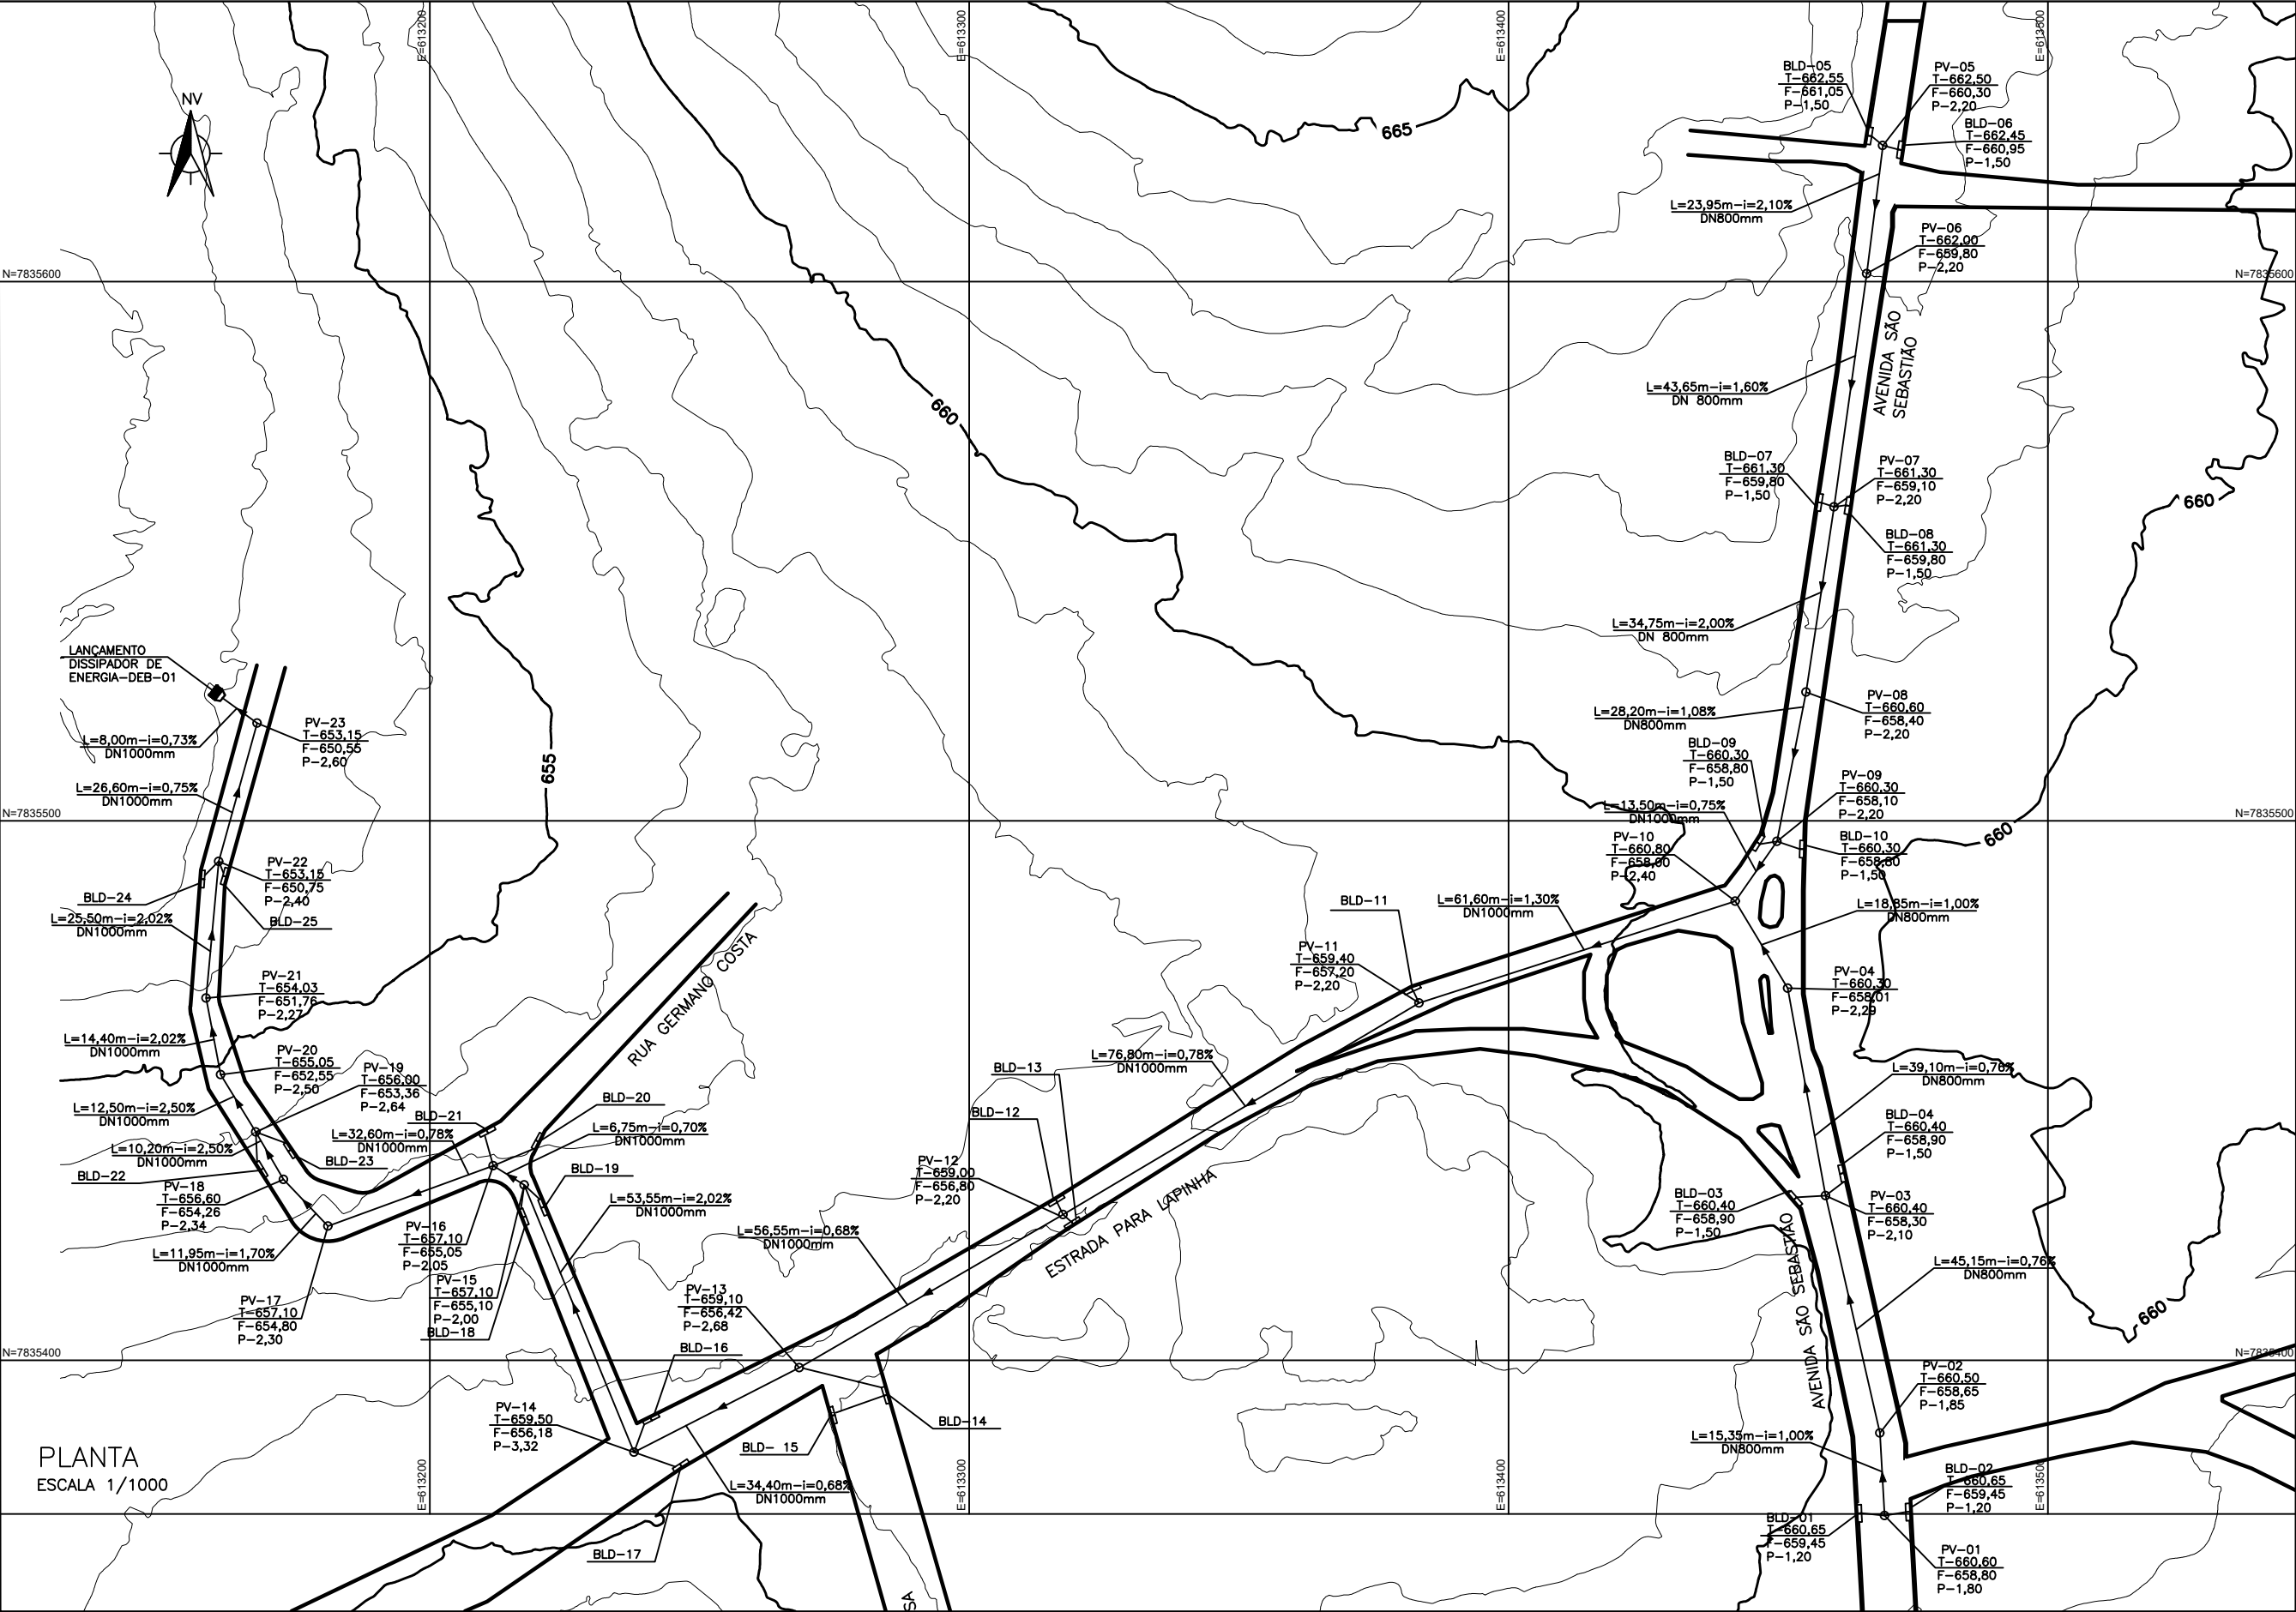 E=613200
E=613300
E=613400
E=613500
NV
665
BLD-05
T-662,55
F-661,05
P-1,50
PV-05
T-662,50
F-660,30
P-2,20
BLD-06
T-662,45
F-660,95
P-1,50
L=23,95m-i=2,10%
DN800mm
PV-06
T-662,00
F-659,80
P-2,20
N=7835600
N=7835600
AVENIDA SÃO
SEBASTIÃO
L=43,65m-i=1,60%
DN 800mm
660
BLD-07
T-661,30
F-659,80
P-1,50
PV-07
T-661,30
F-659,10
P-2,20
660
BLD-08
T-661,30
F-659,80
P-1,50
L=34,75m-i=2,00%
DN 800mm
LANÇAMENTO
DISSIPADOR DE
ENERGIA-DEB-01
PV-08
T-660,60
F-658,40
P-2,20
L=28,20m-i=1,08%
DN800mm
PV-23
T-653,15
F-650,55
P-2,60
L=8,00m-i=0,73%
DN1000mm
655
BLD-09
T-660,30
F-658,80
P-1,50
PV-09
T-660,30
F-658,10
P-2,20
L=26,60m-i=0,75%
DN1000mm
L=13,50m-i=0,75%
DN1000mm
N=7835500
N=7835500
660
PV-10
T-660,80
F-658,00
P-2,40
BLD-10
T-660,30
F-658,80
P-1,50
PV-22
T-653,15
F-650,75
P-2,40
BLD-24
BLD-25
L=25,50m-i=2,02%
DN1000mm
BLD-11
L=61,60m-i=1,30%
DN1000mm
L=18,85m-i=1,00%
DN800mm
RUA GERMANO COSTA
PV-11
T-659,40
F-657,20
P-2,20
PV-21
T-654,03
F-651,76
P-2,27
PV-04
T-660,30
F-658,01
P-2,29
L=14,40m-i=2,02%
DN1000mm
PV-20
T-655,05
F-652,55
P-2,50
PV-19
T-656,00
F-653,36
P-2,64
L=76,80m-i=0,78%
DN1000mm
BLD-13
L=39,10m-i=0,76%
DN800mm
BLD-20
L=12,50m-i=2,50%
DN1000mm
BLD-21
BLD-12
BLD-04
T-660,40
F-658,90
P-1,50
L=32,60m-i=0,78%
DN1000mm
L=6,75m-i=0,70%
DN1000mm
L=10,20m-i=2,50%
DN1000mm
BLD-23
BLD-22
BLD-19
PV-12
T-659,00
F-656,80
P-2,20
PV-18
T-656,60
F-654,26
P-2,34
ESTRADA PARA LAPINHA
BLD-03
T-660,40
F-658,90
P-1,50
PV-03
T-660,40
F-658,30
P-2,10
L=53,55m-i=2,02%
DN1000mm
PV-16
T-657,10
F-655,05
P-2,05
L=56,55m-i=0,68%
DN1000mm
L=11,95m-i=1,70%
DN1000mm
L=45,15m-i=0,76%
DN800mm
AVENIDA SÃO SEBASTIÃO
PV-15
T-657,10
F-655,10
P-2,00
BLD-18
PV-13
T-659,10
F-656,42
P-2,68
PV-17
T-657,10
F-654,80
P-2,30
660
BLD-16
N=7835400
N=7835400
PV-02
T-660,50
F-658,65
P-1,85
PV-14
T-659,50
F-656,18
P-3,32
BLD-14
BLD- 15
L=15,35m-i=1,00%
DN800mm
PLANTA
ESCALA 1/1000
L=34,40m-i=0,68%
DN1000mm
BLD-02
T-660,65
F-659,45
P-1,20
E=613200
E=613300
E=613400
E=613500
BLD-01
T-660,65
F-659,45
P-1,20
BLD-17
PV-01
T-660,60
F-658,80
P-1,80
SA